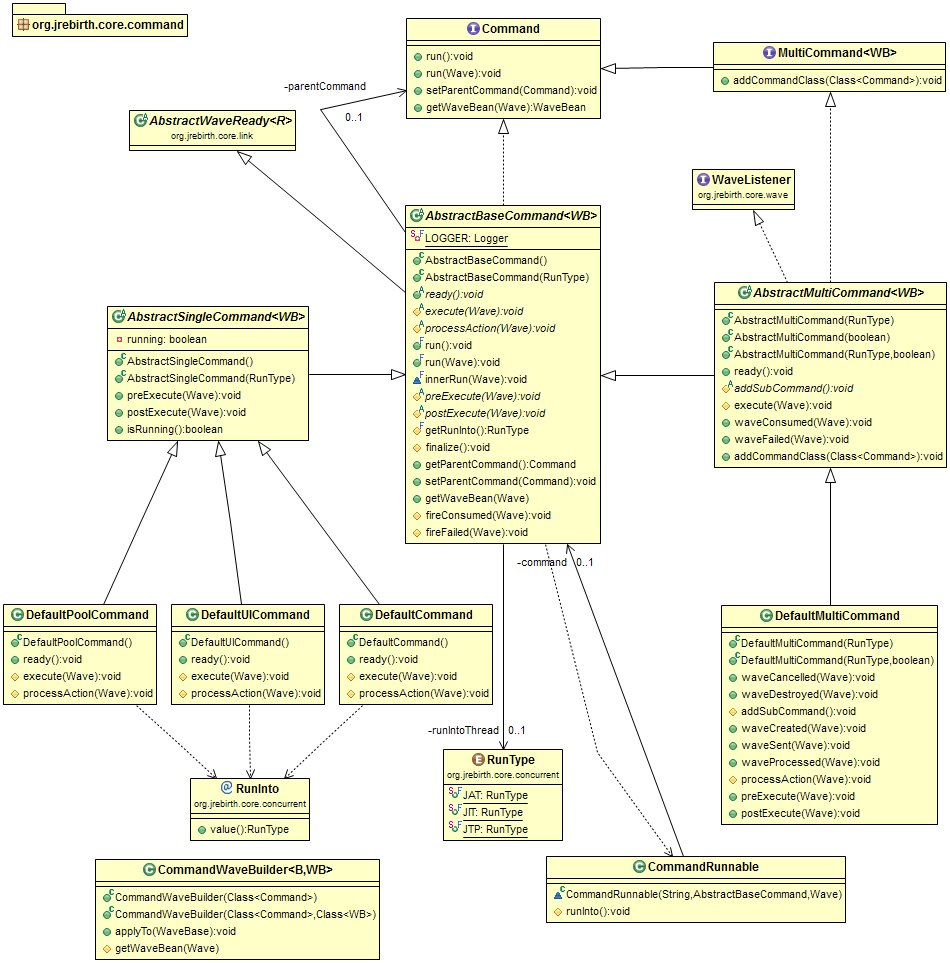 org.jrebirth.core.command
Command
run():void
run(Wave):void
setParentCommand(Command):void
getWaveBean(Wave):WaveBean
MultiCommand<WB>
addCommandClass(Class<Command>):void
-parentCommand
0..1
AbstractWaveReady<R>
org.jrebirth.core.link
WaveListener
org.jrebirth.core.wave
AbstractBaseCommand<WB>
LOGGER: Logger
AbstractBaseCommand()
AbstractBaseCommand(RunType)
ready():void
execute(Wave):void
processAction(Wave):void
run():void
run(Wave):void
innerRun(Wave):void
preExecute(Wave):void
postExecute(Wave):void
getRunInto():RunType
finalize():void
getParentCommand():Command
setParentCommand(Command):void
getWaveBean(Wave)
fireConsumed(Wave):void
fireFailed(Wave):void
AbstractSingleCommand<WB>
running: boolean
AbstractSingleCommand()
AbstractSingleCommand(RunType)
preExecute(Wave):void
postExecute(Wave):void
isRunning():boolean
AbstractMultiCommand<WB>
AbstractMultiCommand(RunType)
AbstractMultiCommand(boolean)
AbstractMultiCommand(RunType,boolean)
ready():void
addSubCommand():void
execute(Wave):void
waveConsumed(Wave):void
waveFailed(Wave):void
addCommandClass(Class<Command>):void
-command 0..1
DefaultPoolCommand
DefaultPoolCommand()
ready():void
execute(Wave):void
processAction(Wave):void
DefaultUICommand
DefaultUICommand()
ready():void
execute(Wave):void
processAction(Wave):void
DefaultCommand
DefaultCommand()
ready():void
execute(Wave):void
processAction(Wave):void
DefaultMultiCommand
DefaultMultiCommand(RunType)
DefaultMultiCommand(RunType,boolean)
waveCancelled(Wave):void
waveDestroyed(Wave):void
addSubCommand():void
waveCreated(Wave):void
waveSent(Wave):void
waveProcessed(Wave):void
processAction(Wave):void
preExecute(Wave):void
postExecute(Wave):void
-runIntoThread 0..1
RunInto
org.jrebirth.core.concurrent
value():RunType
RunType
org.jrebirth.core.concurrent
JAT: RunType
JIT: RunType
JTP: RunType
CommandWaveBuilder<B,WB>
CommandWaveBuilder(Class<Command>)
CommandWaveBuilder(Class<Command>,Class<WB>)
applyTo(WaveBase):void
getWaveBean(Wave)
CommandRunnable
CommandRunnable(String,AbstractBaseCommand,Wave)
runInto():void